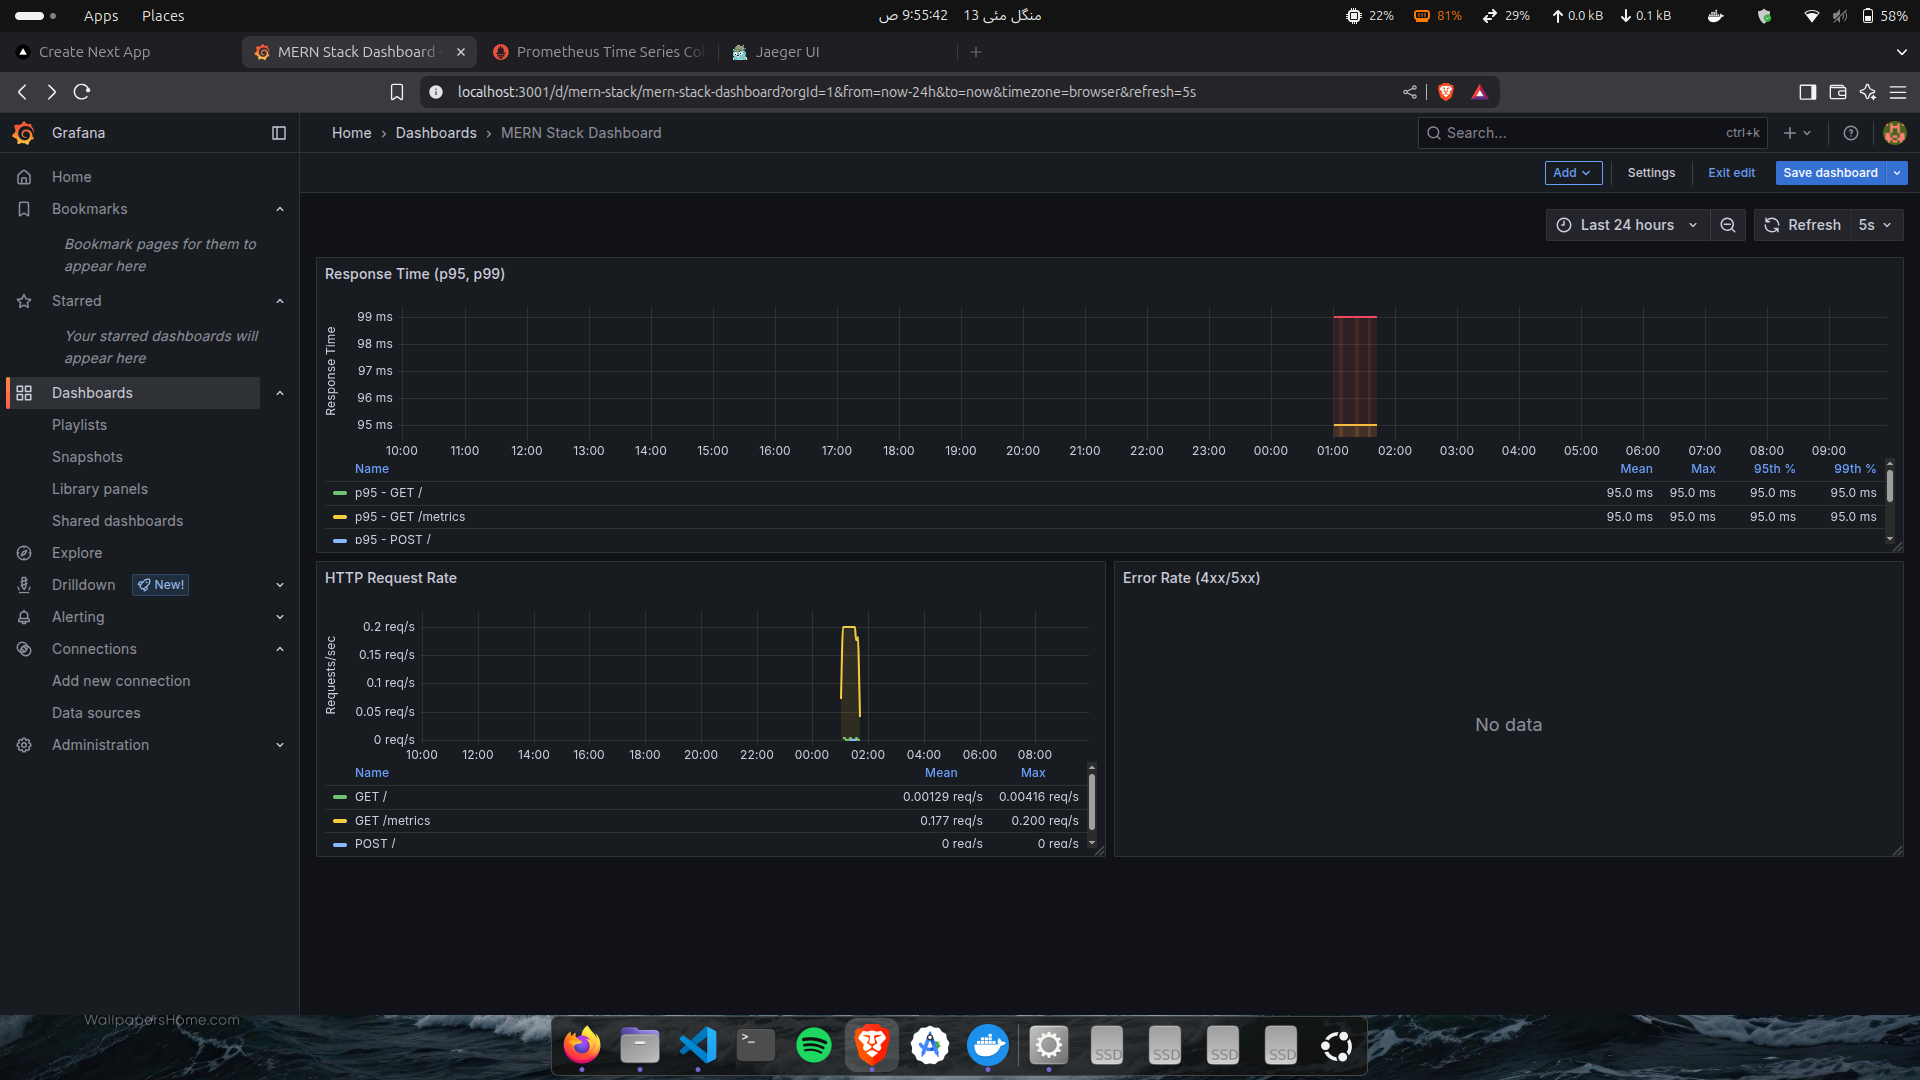 Apps Places
9:55:42 ص منگل مئی 13
22% 81% 29% 0.0 kB 0.1 kB 58%
Create Next App
MERN Stack Dashboard
Prometheus Time Series Col
Jaeger UI
localhost:3001/d/mern-stack/mern-stack-dashboard?orgId=1&from=now-24h&to=now&timezone=browser&refresh=5s
Grafana
Home › Dashboards › MERN Stack Dashboard
Search... ctrl+k
Add Settings Exit edit Save dashboard
Last 24 hours Refresh 5s
Home
Bookmarks
Bookmark pages for them to
appear here
Starred
Your starred dashboards will
appear here
Dashboards
Playlists
Snapshots
Library panels
Shared dashboards
Explore
Drilldown New!
Alerting
Connections
Add new connection
Data sources
Administration
Response Time (p95, p99)
Response Time
99 ms
98 ms
97 ms
96 ms
95 ms
10:00 11:00 12:00 13:00 14:00 15:00 16:00 17:00 18:00 19:00 20:00 21:00 22:00 23:00 00:00 01:00 02:00 03:00 04:00 05:00 06:00 07:00 08:00 09:00
Name Mean Max 95th % 99th %
p95 - GET / 95.0 ms 95.0 ms 95.0 ms 95.0 ms
p95 - GET /metrics 95.0 ms 95.0 ms 95.0 ms 95.0 ms
p95 - POST /
HTTP Request Rate
Requests/sec
0.2 req/s
0.15 req/s
0.1 req/s
0.05 req/s
0 req/s
10:00 12:00 14:00 16:00 18:00 20:00 22:00 00:00 02:00 04:00 06:00 08:00
Name Mean Max
GET / 0.00129 req/s 0.00416 req/s
GET /metrics 0.177 req/s 0.200 req/s
POST / 0 req/s 0 req/s
Error Rate (4xx/5xx)
No data
WallpapersHome.com
SSD SSD SSD SSD